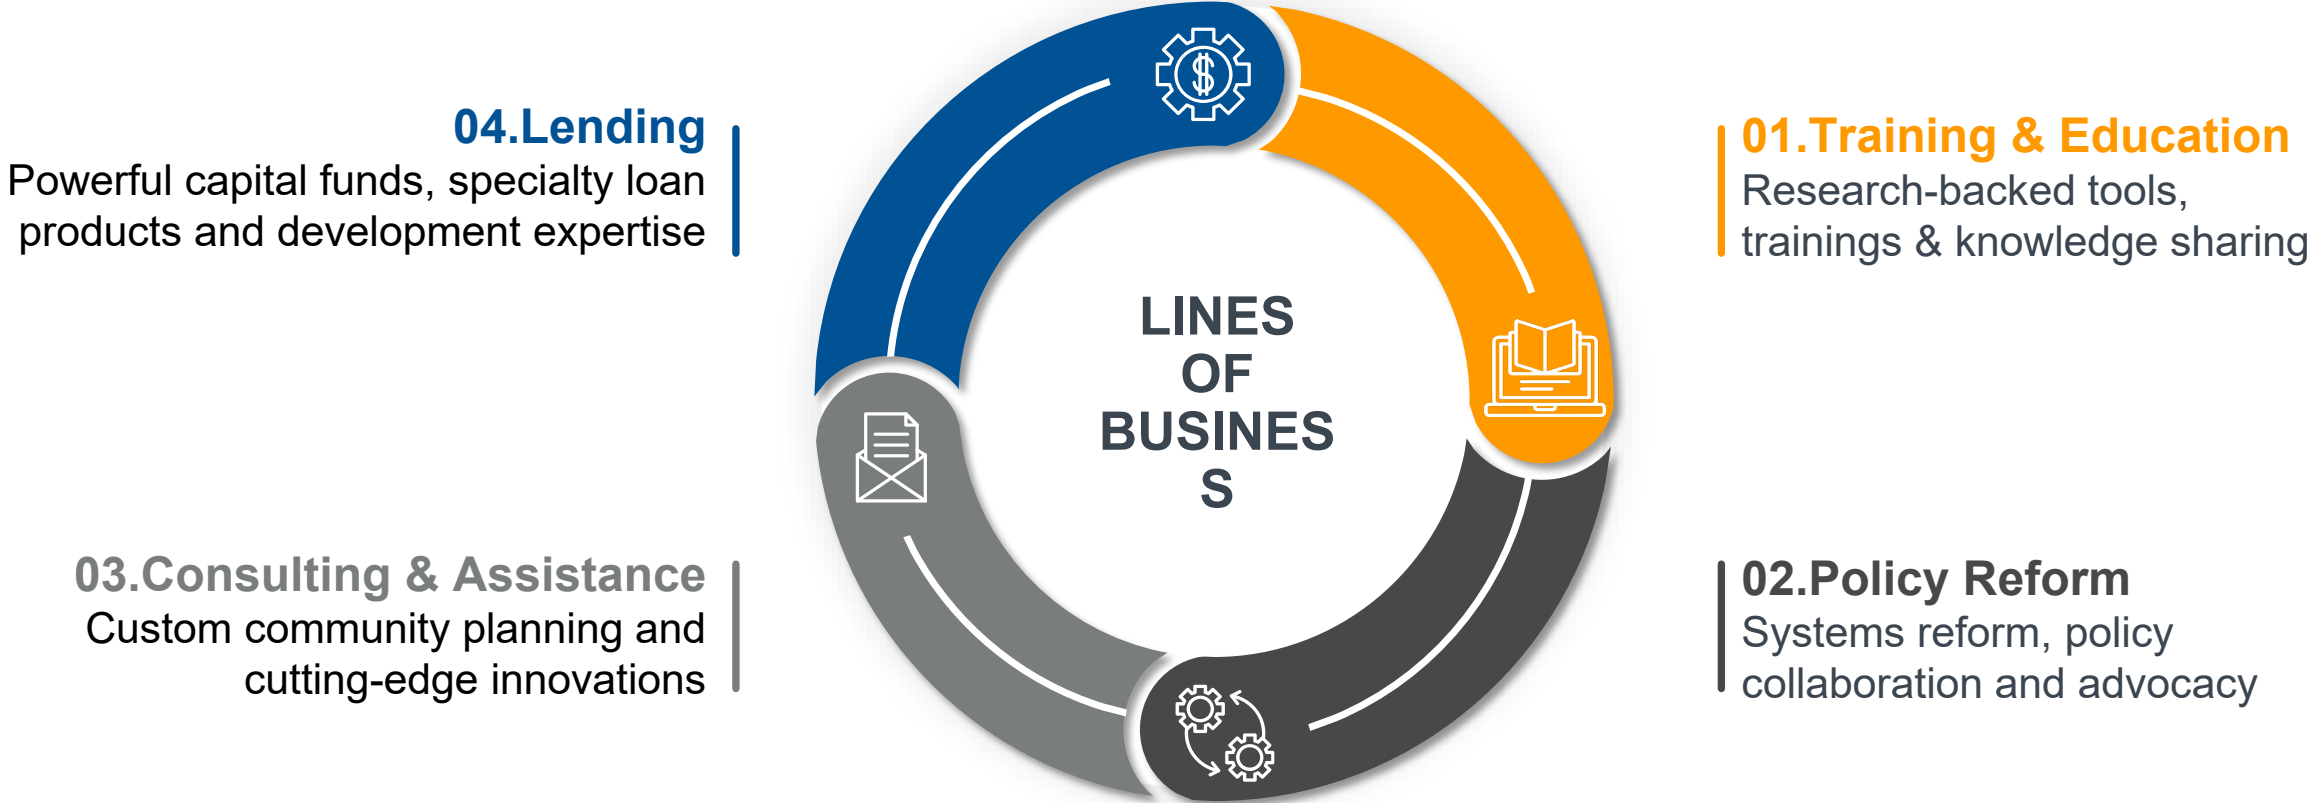 04.Lending
Powerful capital funds, specialty loan
products and development expertise
01.Training & Education
Research-backed tools,
trainings & knowledge sharing
LINES
OF
BUSINES
S
03.Consulting & Assistance
Custom community planning and
cutting-edge innovations
02.Policy Reform
Systems reform, policy
collaboration and advocacy
$